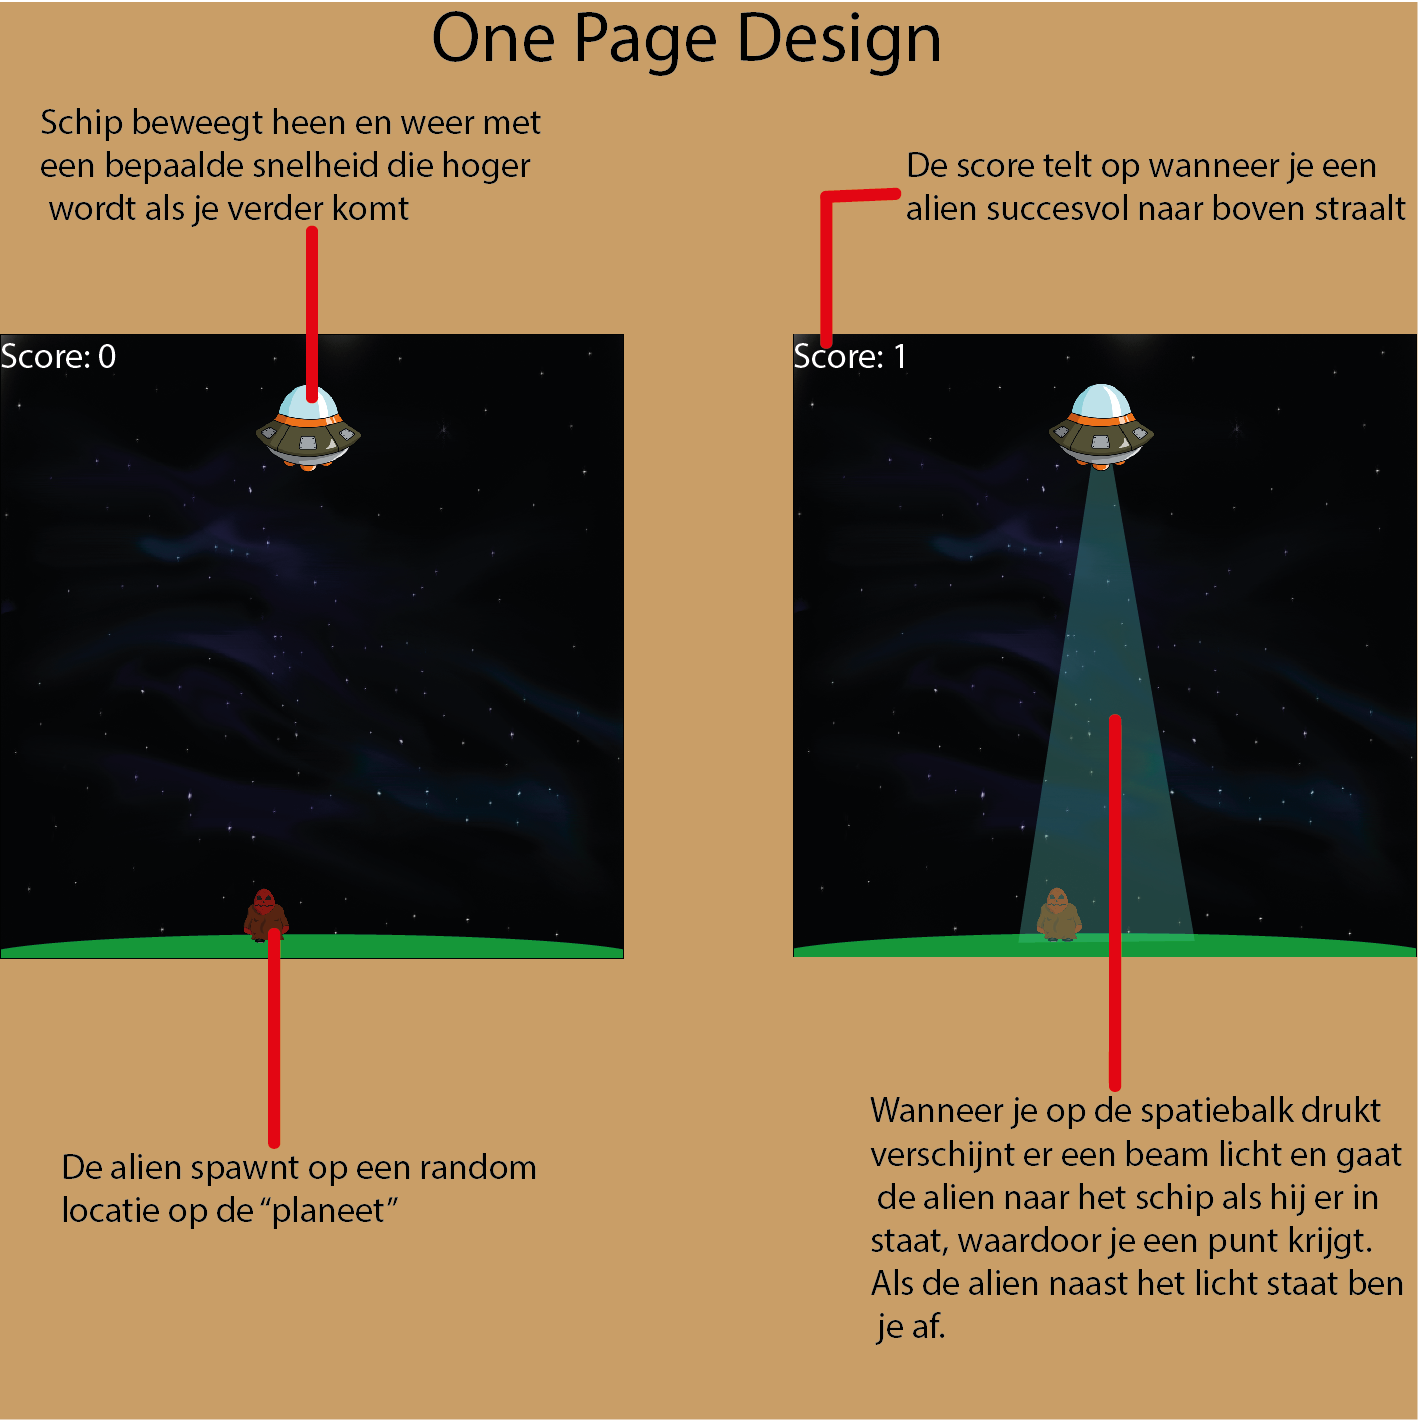 One Page Design
Schip beweegt heen en weer met
een bepaalde snelheid die hoger
wordt als je verder komt
De score telt op wanneer je een
alien succesvol naar boven straalt
Score: 0
Score: 1
De alien spawnt op een random
locatie op de “planeet”
Wanneer je op de spatiebalk drukt
verschijnt er een beam licht en gaat
de alien naar het schip als hij er in
staat, waardoor je een punt krijgt.
Als de alien naast het licht staat ben
je af.